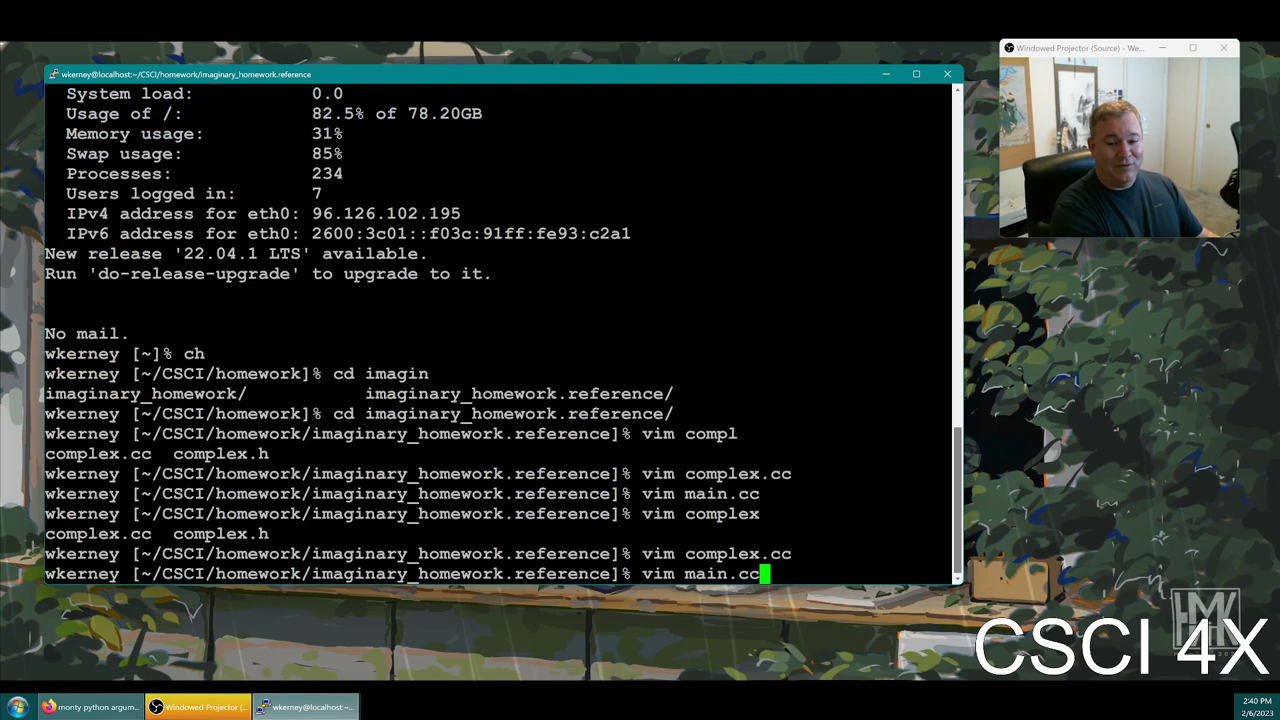 Windowed Projector (Source) - We...
wkerney@localhost:~/CSCI/homework/imaginary_homework.reference
System load: 0.0
Usage of /: 82.5% of 78.20GB
Memory usage: 31%
Swap usage: 85%
Processes: 234
Users logged in: 7
IPv4 address for eth0: 96.126.102.195
IPv6 address for eth0: 2600:3c01::f03c:91ff:fe93:c2a1
New release '22.04.1 LTS' available.
Run 'do-release-upgrade' to upgrade to it.
No mail.
wkerney [~]% ch
wkerney [~/CSCI/homework]% cd imagin
imaginary_homework/ imaginary_homework.reference/
wkerney [~/CSCI/homework]% cd imaginary_homework.reference/
wkerney [~/CSCI/homework/imaginary_homework.reference]% vim compl
complex.cc complex.h
wkerney [~/CSCI/homework/imaginary_homework.reference]% vim complex.cc
wkerney [~/CSCI/homework/imaginary_homework.reference]% vim main.cc
wkerney [~/CSCI/homework/imaginary_homework.reference]% vim complex
complex.cc complex.h
wkerney [~/CSCI/homework/imaginary_homework.reference]% vim complex.cc
wkerney [~/CSCI/homework/imaginary_homework.reference]% vim main.cc
HMK
CSCI 4X
monty python argum...
Windowed Projector (...
wkerney@localhost:~...
2:40 PM
2/6/2023